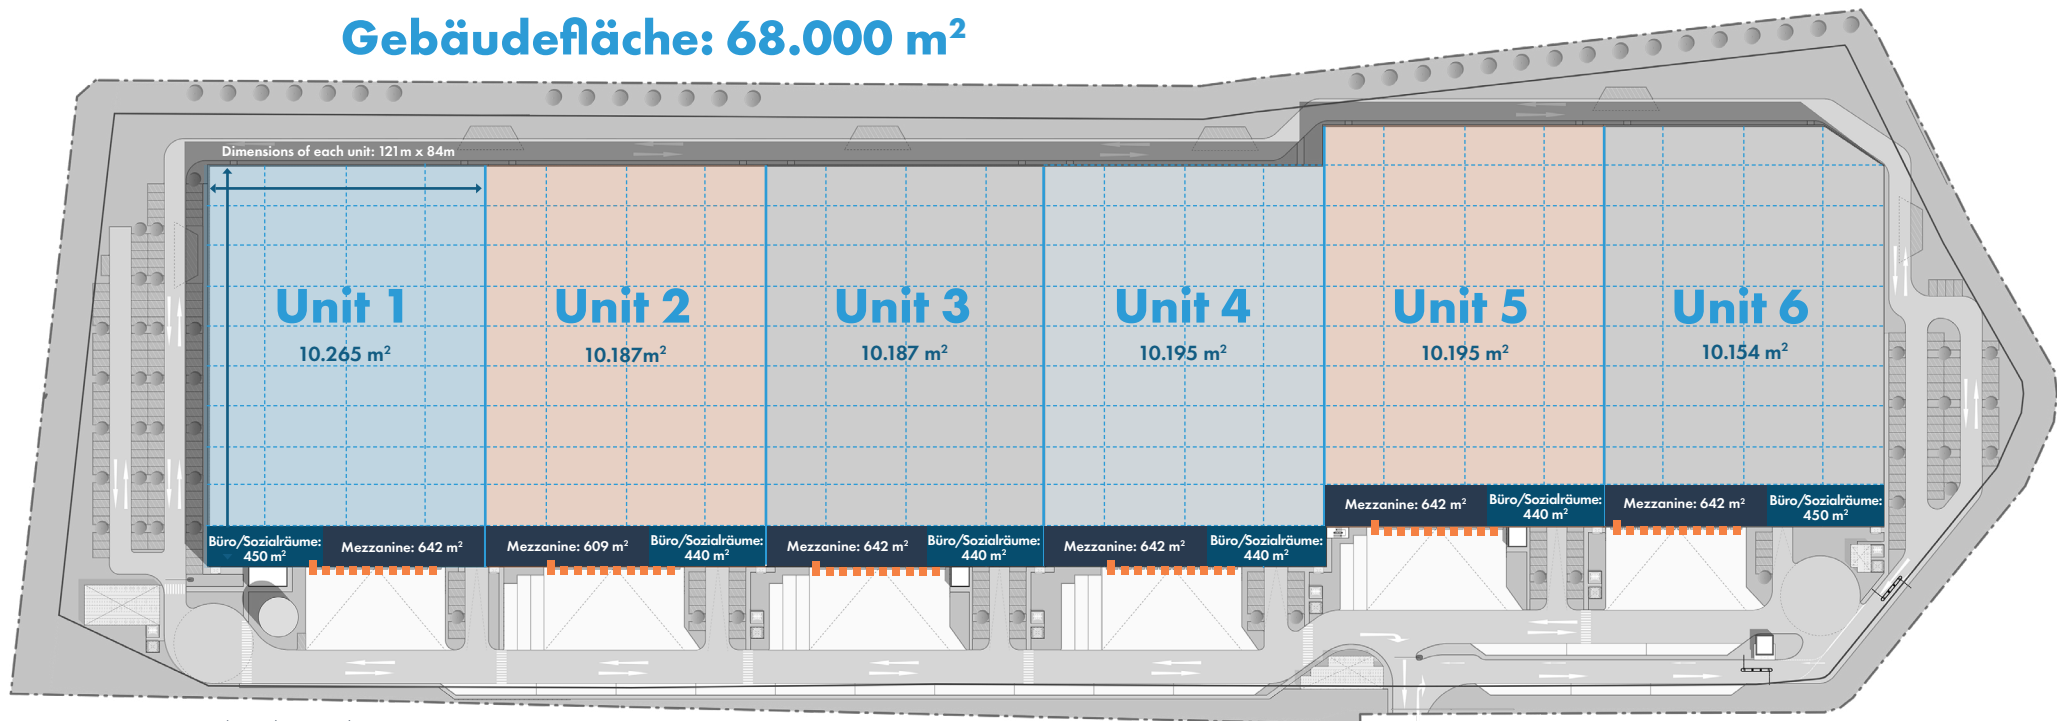 Gebäudefläche: 68.000 m²
Dimensions of each unit: 121m x 84m
Unit 1
10.265 m²
Unit 2
10.187m²
Unit 3
10.187 m²
Unit 4
10.195 m²
Unit 5
10.195 m²
Unit 6
10.154 m²
Büro/Sozialräume:
450 m²
Mezzanine: 642 m²
Mezzanine: 609 m²
Büro/Sozialräume:
440 m²
Mezzanine: 642 m²
Büro/Sozialräume:
440 m²
Mezzanine: 642 m²
Büro/Sozialräume:
440 m²
Mezzanine: 642 m²
Büro/Sozialräume:
440 m²
Mezzanine: 642 m²
Büro/Sozialräume:
450 m²